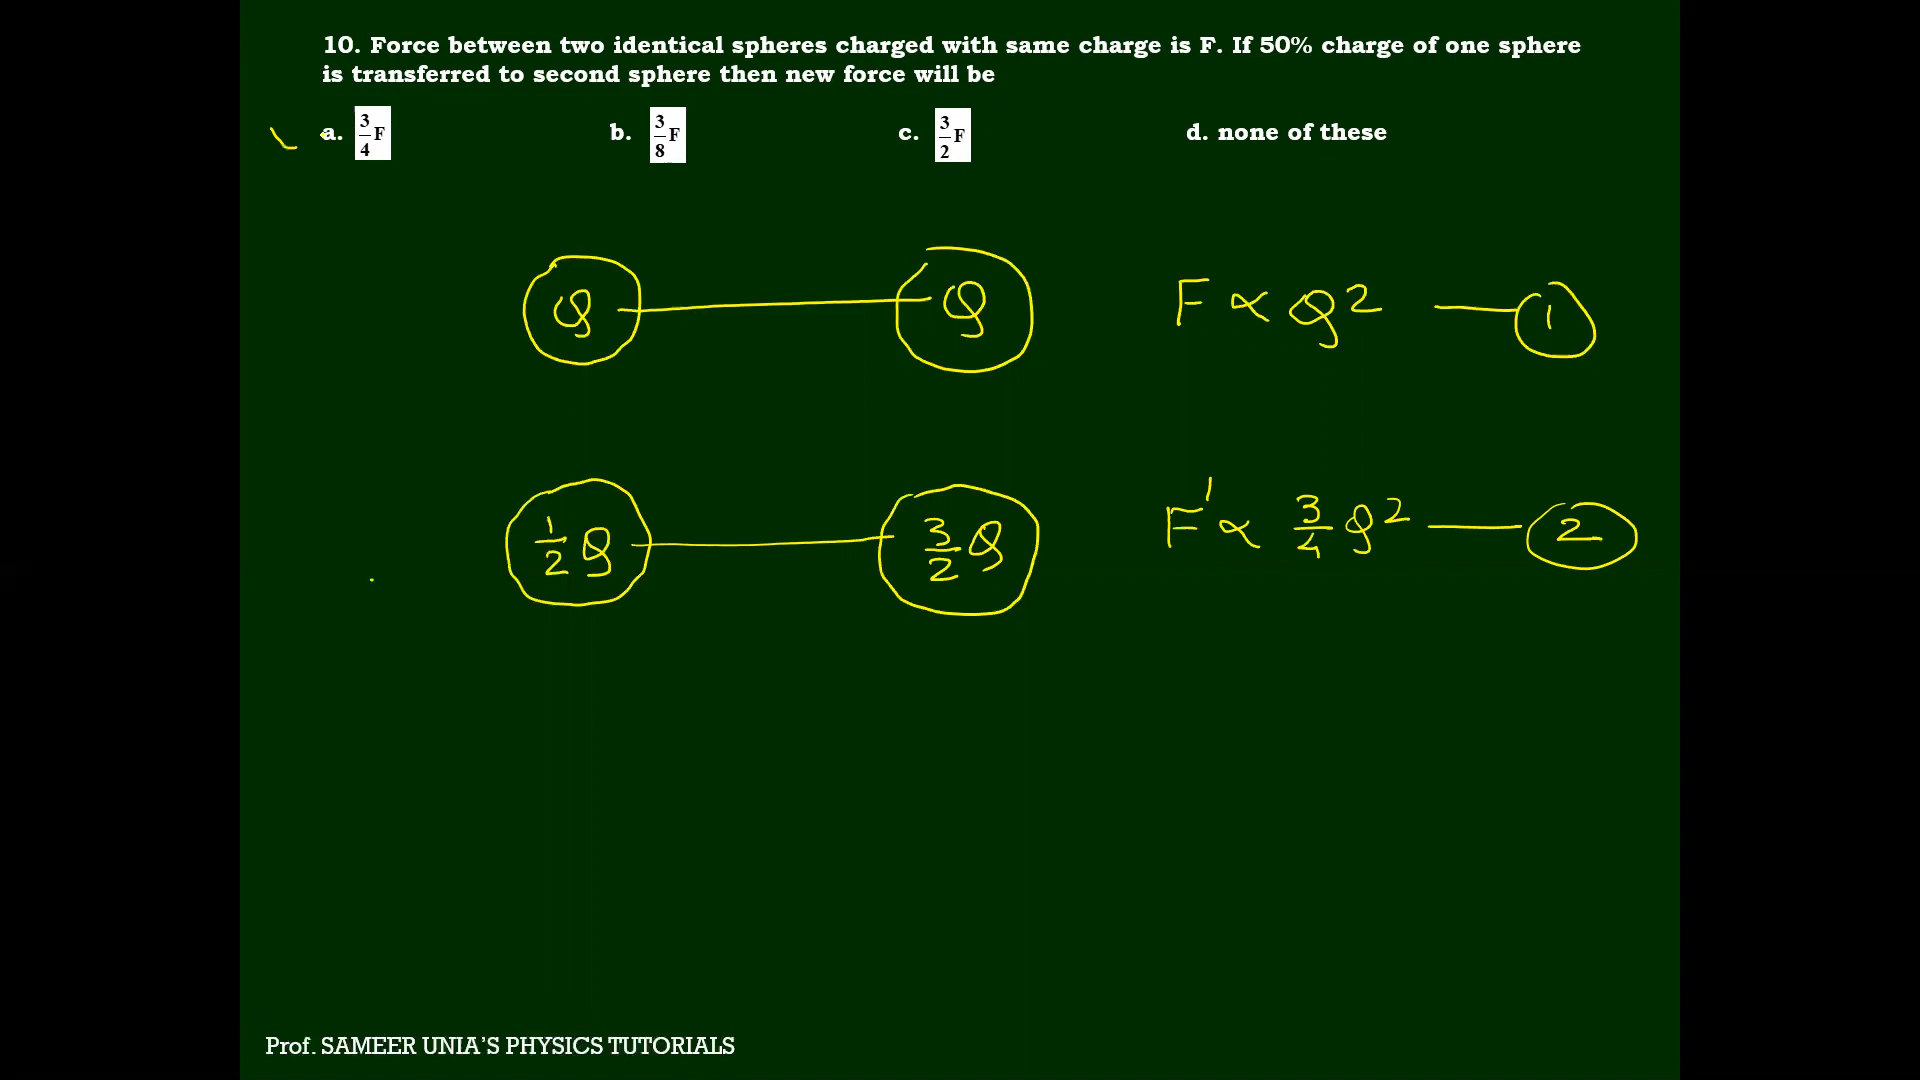 10. Force between two identical spheres charged with same charge is F. If 50% charge of one sphere
is transferred to second sphere then new force will be
a. 3/4 F b. 3/8 F c. 3/2 F d. none of these
Q Q F ∝ Q² — 1
1/2 Q 3/2 Q F' ∝ 3/4 Q² — 2
Prof. SAMEER UNIA'S PHYSICS TUTORIALS